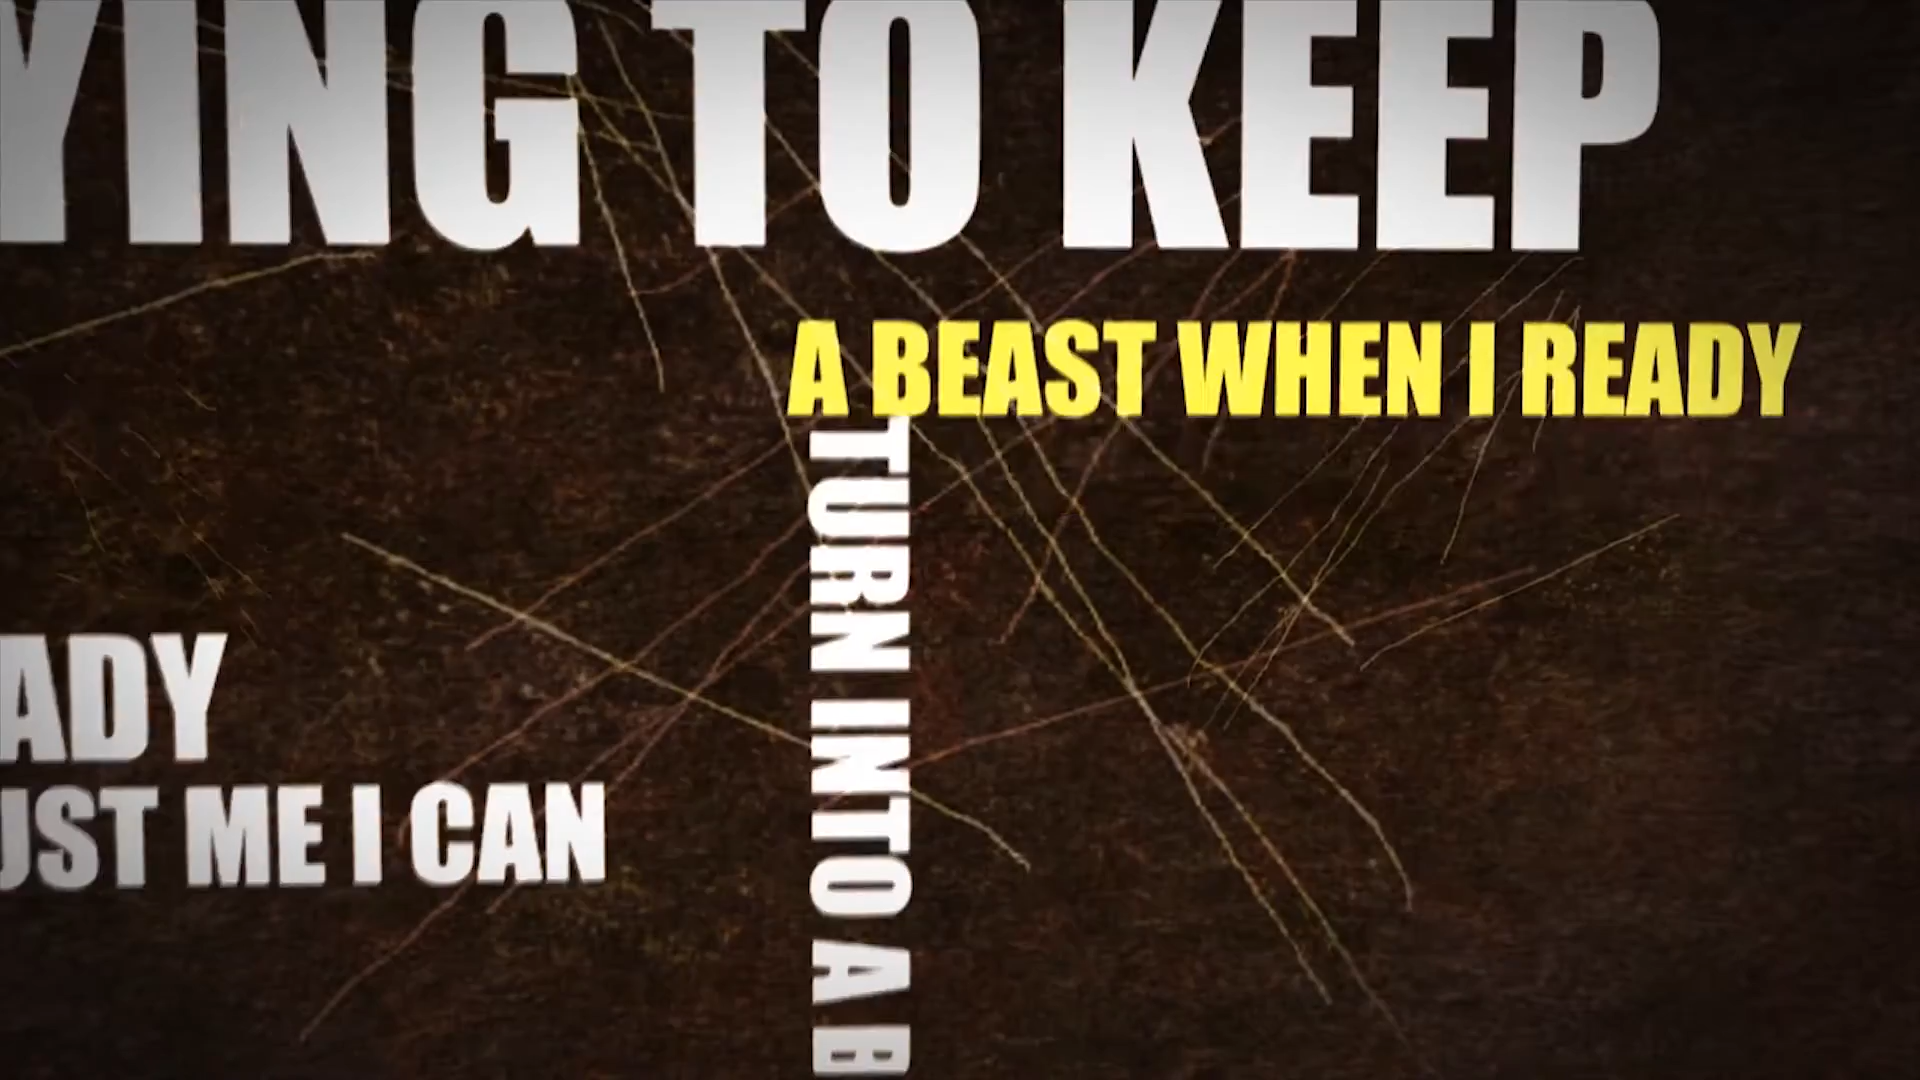 YING TO KEEP
A BEAST WHEN I READY
TURN INTO A B
ADY
UST ME I CAN